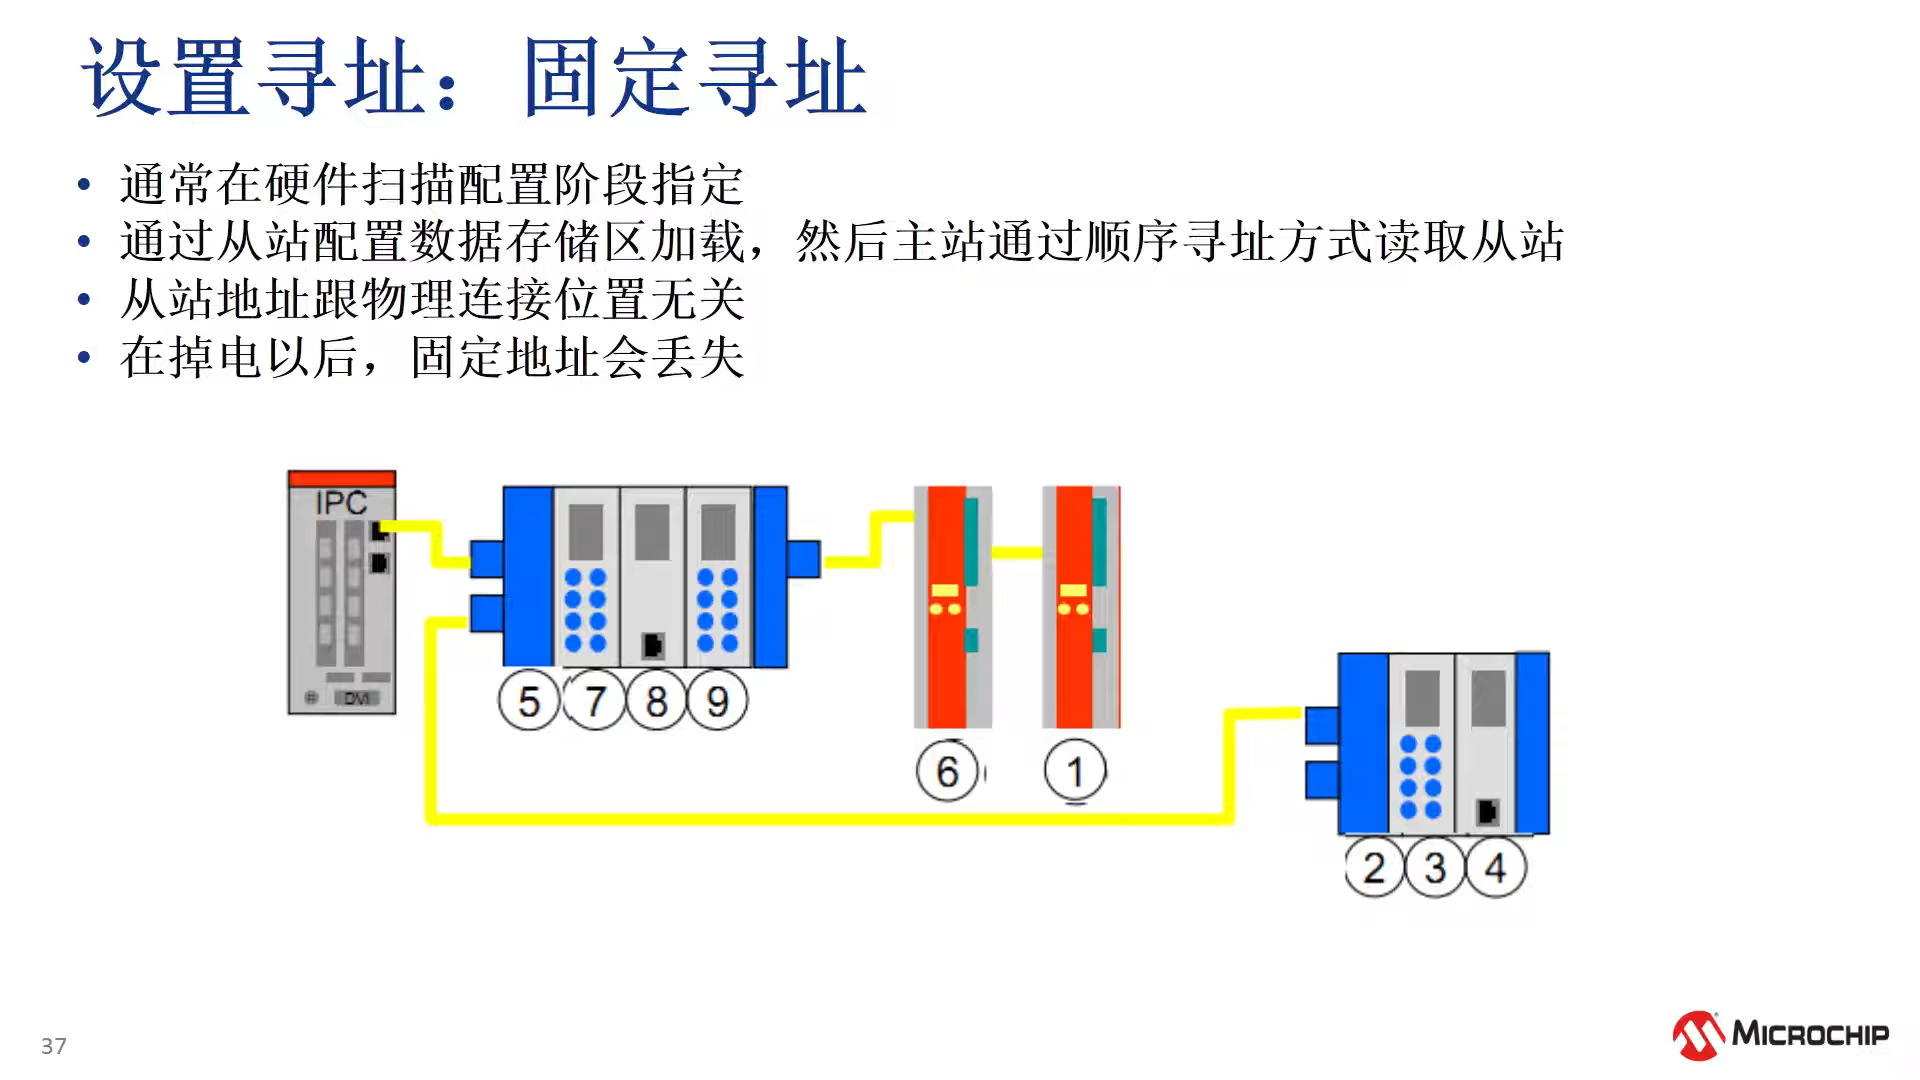 设置寻址：固定寻址
• 通常在硬件扫描配置阶段指定
• 通过从站配置数据存储区加载，然后主站通过顺序寻址方式读取从站
• 从站地址跟物理连接位置无关
• 在掉电以后，固定地址会丢失
IPC
DVI
5 7 8 9
6 1
2 3 4
37
MICROCHIP